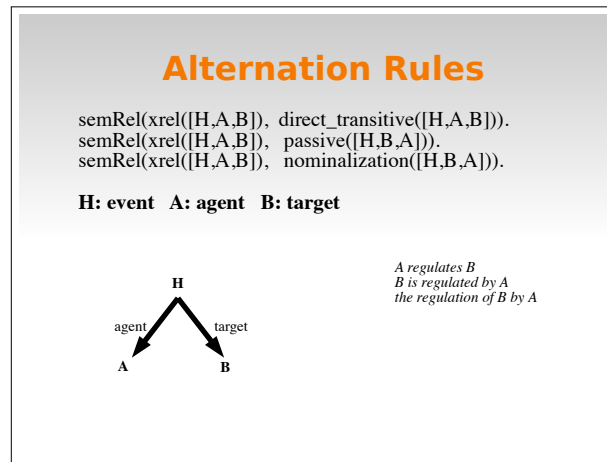 Alternation Rules
semRel(xrel([H,A,B]), direct_transitive([H,A,B])).
semRel(xrel([H,A,B]), passive([H,B,A])).
semRel(xrel([H,A,B]), nominalization([H,B,A])).
H: event A: agent B: target
A regulates B
B is regulated by A
the regulation of B by A
H
agent target
A B